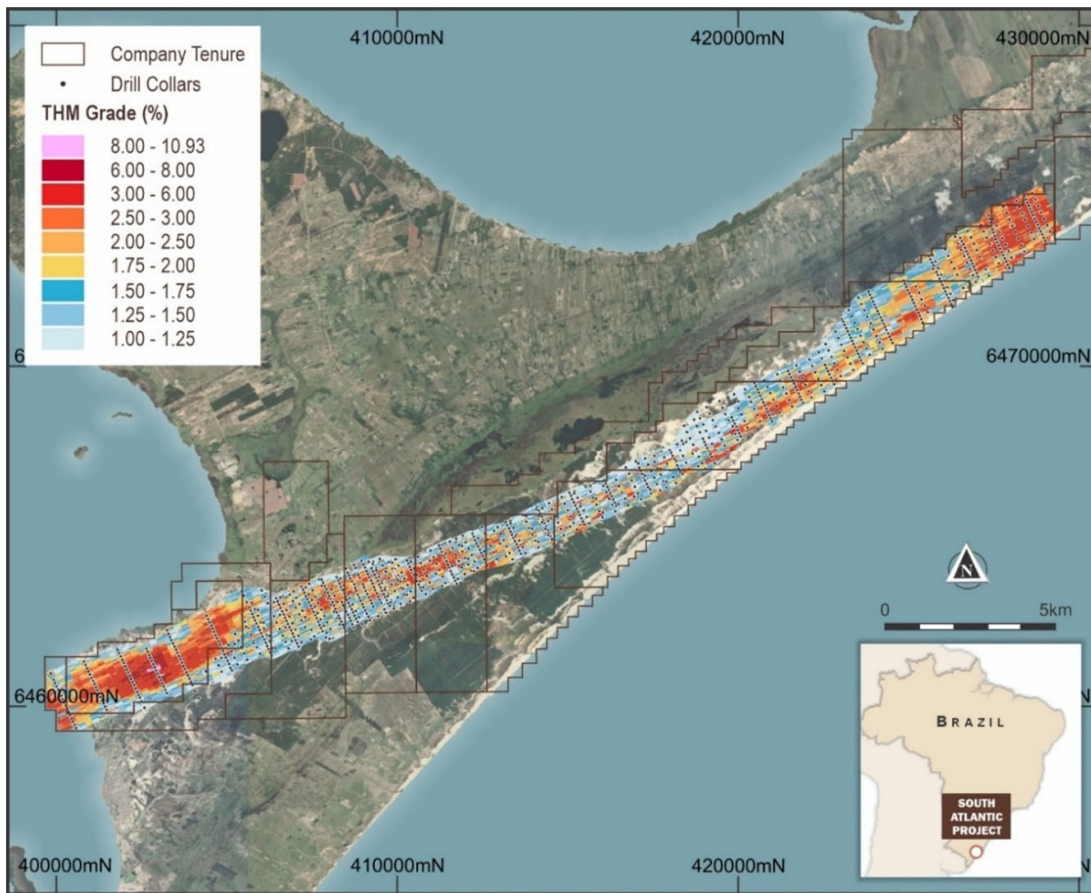 410000mN
420000mN
430000mN
Company Tenure
Drill Collars
THM Grade (%)
8.00 - 10.93
6.00 - 8.00
3.00 - 6.00
2.50 - 3.00
2.00 - 2.50
1.75 - 2.00
1.50 - 1.75
1.25 - 1.50
1.00 - 1.25
6470000mN
N
0
5km
6460000mN
BRAZIL
SOUTH
ATLANTIC
PROJECT
400000mN
410000mN
420000mN